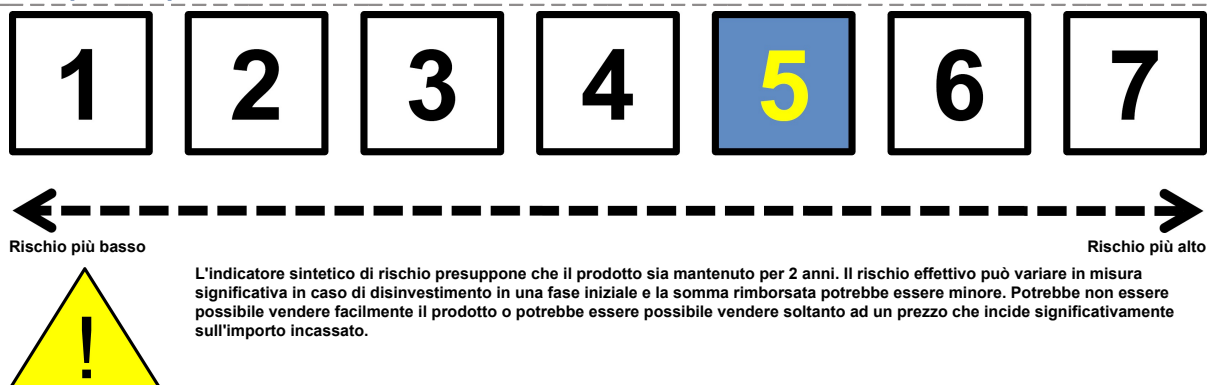 1 2 3 4 5 6 7
Rischio più basso Rischio più alto
L'indicatore sintetico di rischio presuppone che il prodotto sia mantenuto per 2 anni. Il rischio effettivo può variare in misura
significativa in caso di disinvestimento in una fase iniziale e la somma rimborsata potrebbe essere minore. Potrebbe non essere
possibile vendere facilmente il prodotto o potrebbe essere possibile vendere soltanto ad un prezzo che incide significativamente
sull'importo incassato.
!